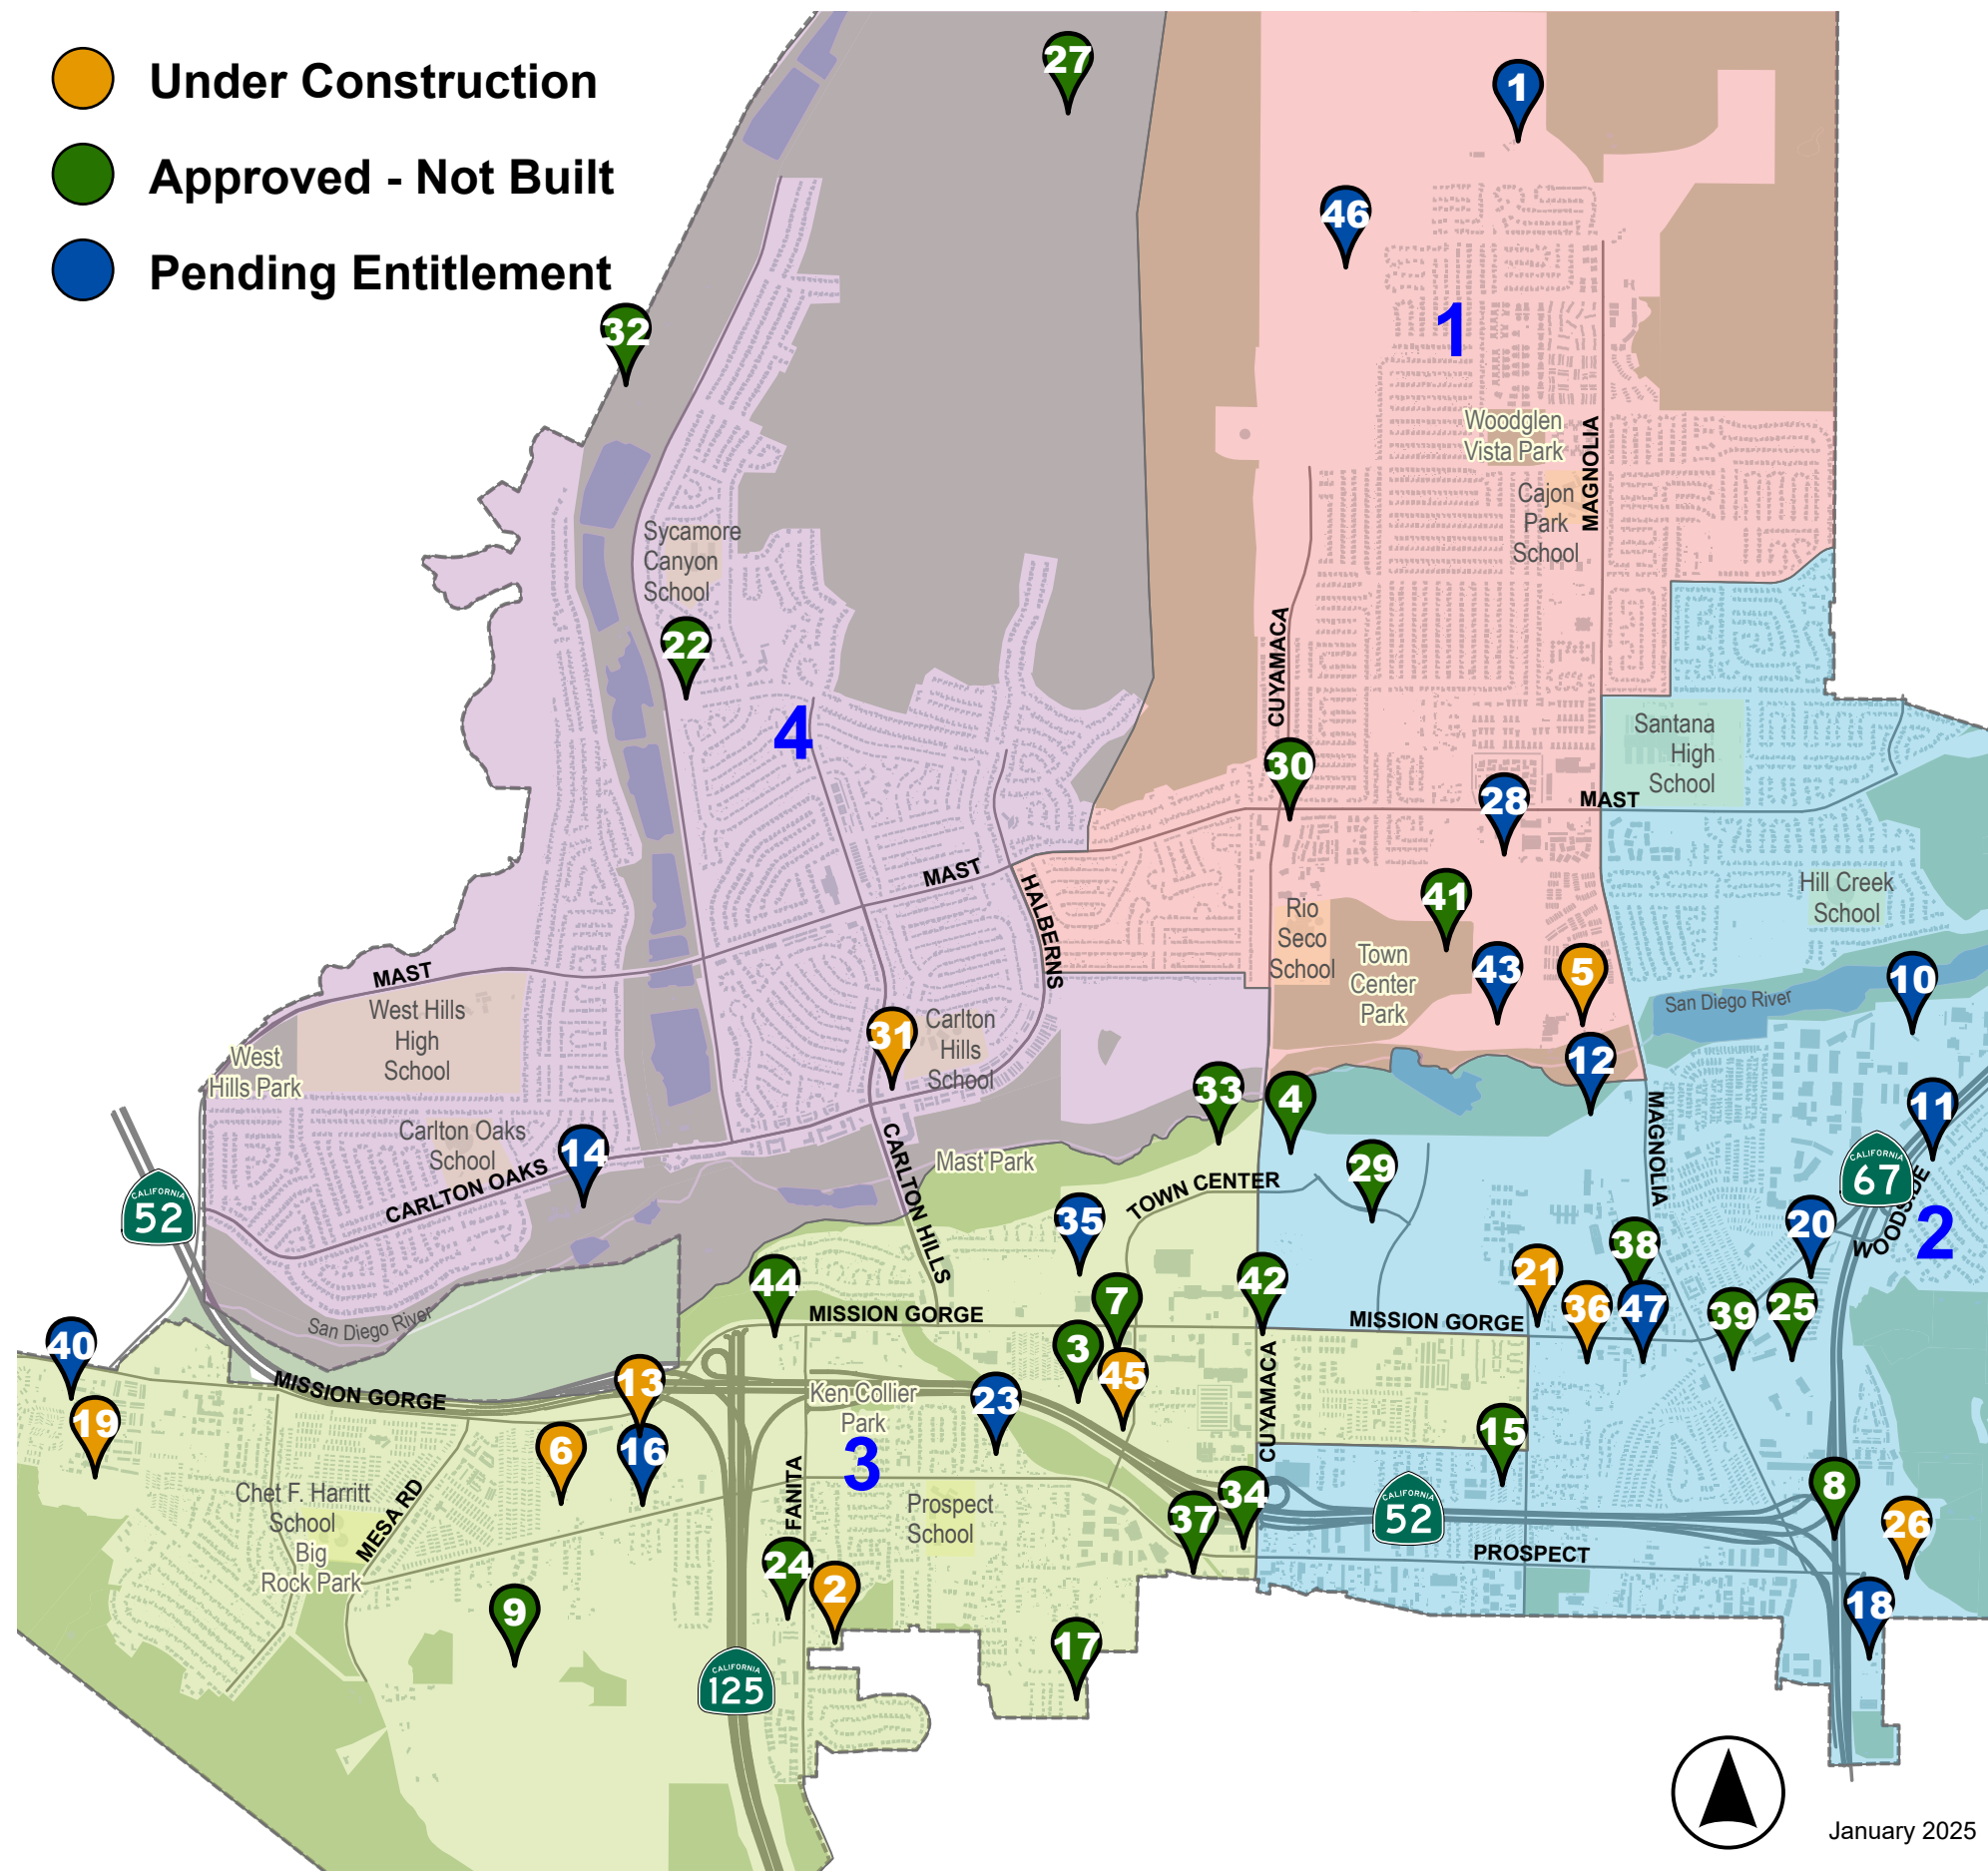 Under Construction
Approved - Not Built
Pending Entitlement
27
1
46
32
1
Woodglen
Vista Park
MAGNOLIA
Cajon
Park
School
Sycamore
Canyon
School
22
4
CUYAMACA
30
Santana
High
School
MAST
28
MAST
HALBERNS
41
Hill Creek
School
Rio
Seco
School
Town
Center
Park
43
5
10
San Diego River
MAST
West Hills
High
School
West
Hills Park
31
Carlton
Hills
School
12
33
4
11
MAGNOLIA
Carlton Oaks
School
14
CARLTON OAKS
CARLTON HILLS
Mast Park
CALIFORNIA
52
CALIFORNIA
67
WOODSIDE
2
29
TOWN CENTER
35
20
38
21
36
47
39
25
44
MISSION GORGE
7
42
MISSION GORGE
San Diego River
40
19
MISSION GORGE
13
6
16
3
45
23
CUYAMACA
Ken Collier
Park
3
FANITA
15
Chet F. Harritt
School
Big
Rock Park
MESA RD
Prospect
School
34
37
CALIFORNIA
52
8
26
PROSPECT
24
2
9
17
18
CALIFORNIA
125
January 2025